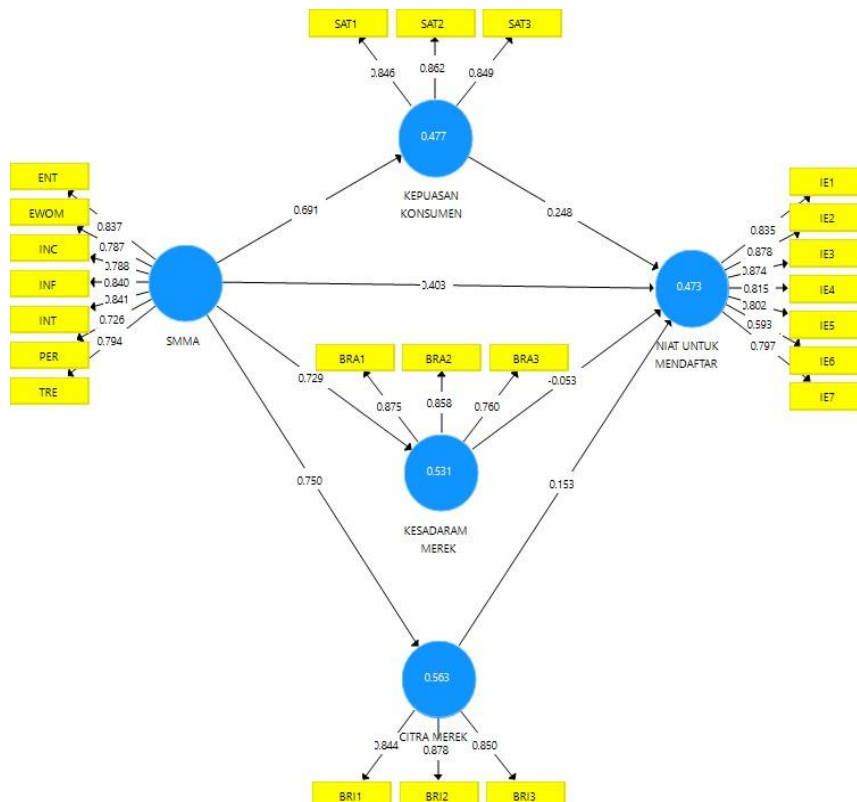 SAT1
SAT2
SAT3
0.846
0.862
0.849
0.477
KEPUASAN
KONSUMEN
ENT
EWOM
INC
INF
INT
PER
TRE
0.837
0.787
0.788
0.840
0.841
0.726
0.794
SMMA
0.691
0.248
0.403
0.729
-0.053
0.750
0.153
IE1
IE2
IE3
IE4
IE5
IE6
IE7
0.835
0.878
0.874
0.815
0.802
0.593
0.797
0.473
NIAT UNTUK
MENDAFTAR
BRA1
BRA2
BRA3
0.875
0.858
0.760
0.531
KESADARAM
MEREK
0.563
CITRA MEREK
0.844
0.878
0.850
BRI1
BRI2
BRI3